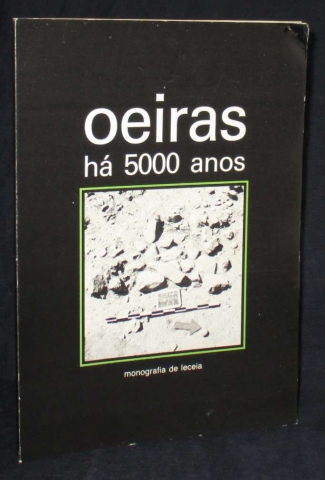 oeiras
há 5000 anos
monografia de leceia